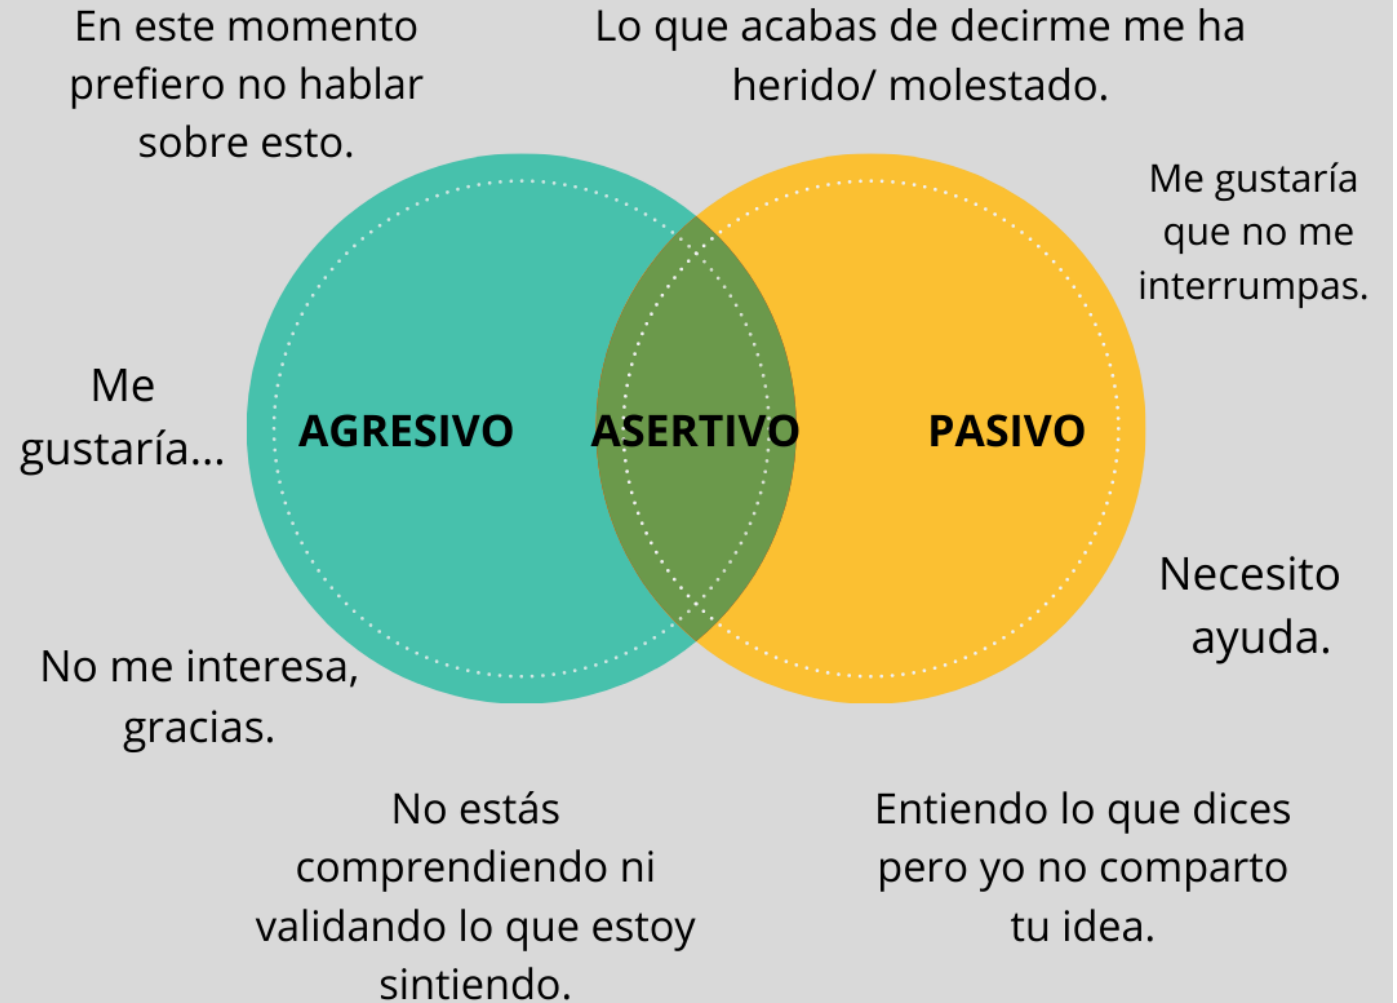 En este momento
prefiero no hablar
sobre esto.
Lo que acabas de decirme me ha
herido/ molestado.
Me gustaría
que no me
interrumpas.
Me
gustaría...
AGRESIVO
ASERTIVO
PASIVO
Necesito
ayuda.
No me interesa,
gracias.
No estás
comprendiendo ni
validando lo que estoy
sintiendo.
Entiendo lo que dices
pero yo no comparto
tu idea.